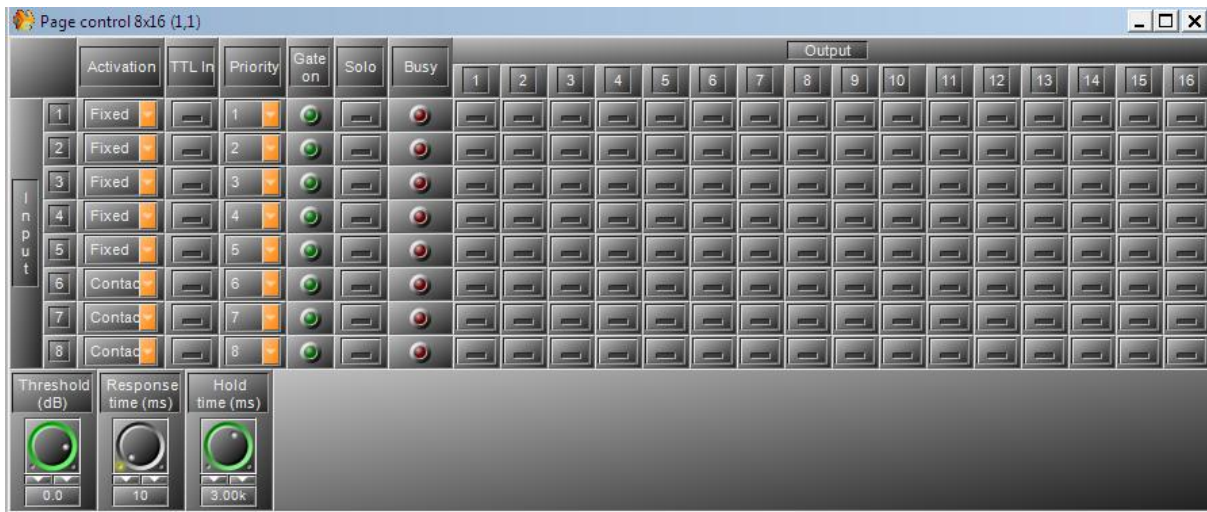 Page control 8x16 (1,1)
Output
Activation TTL In Priority Gate on Solo Busy 1 2 3 4 5 6 7 8 9 10 11 12 13 14 15 16
Input
1 Fixed 1
2 Fixed 2
3 Fixed 3
4 Fixed 4
5 Fixed 5
6 Contac 6
7 Contac 7
8 Contac 8
Threshold (dB) Response time (ms) Hold time (ms)
0.0 10 3.00k